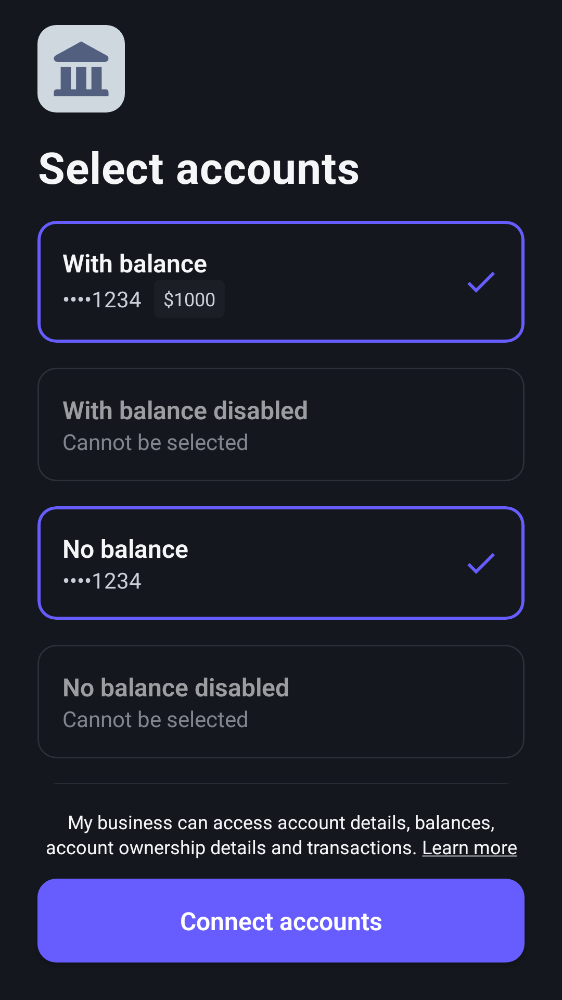 Select accounts
With balance
••••1234 $1000
With balance disabled
Cannot be selected
No balance
••••1234
No balance disabled
Cannot be selected
My business can access account details, balances,
account ownership details and transactions. Learn more
Connect accounts